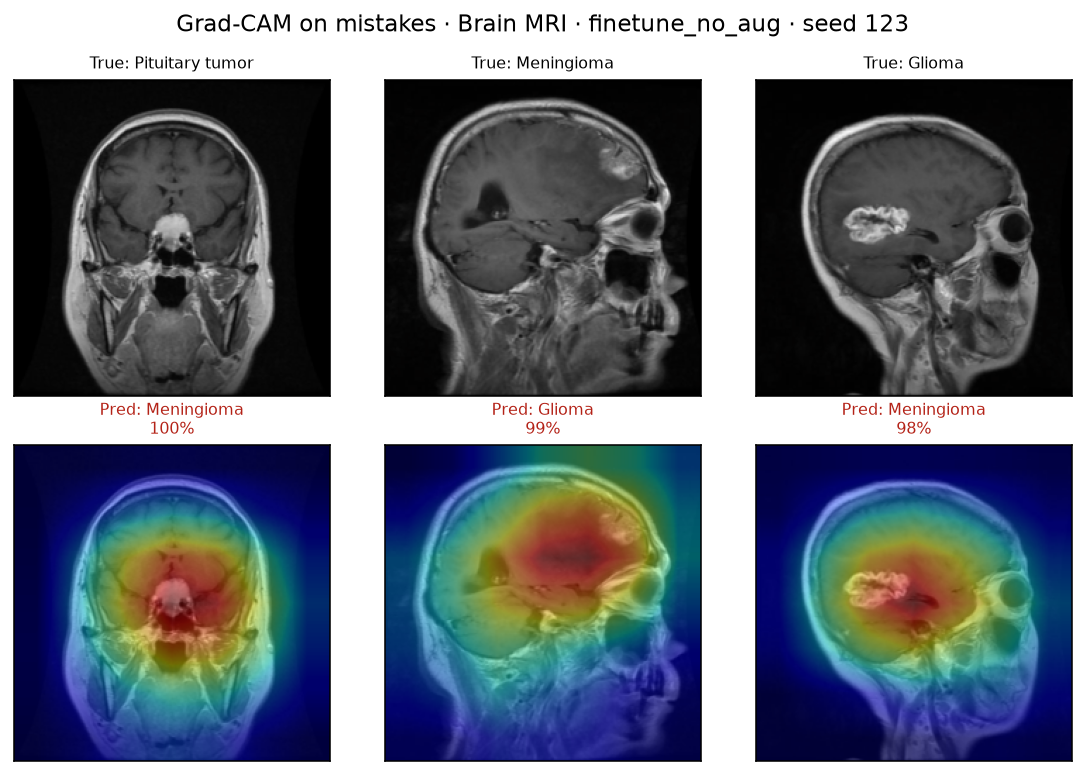 Grad-CAM on mistakes · Brain MRI · finetune_no_aug · seed 123
True: Pituitary tumor
True: Meningioma
True: Glioma
Pred: Meningioma
100%
Pred: Glioma
99%
Pred: Meningioma
98%